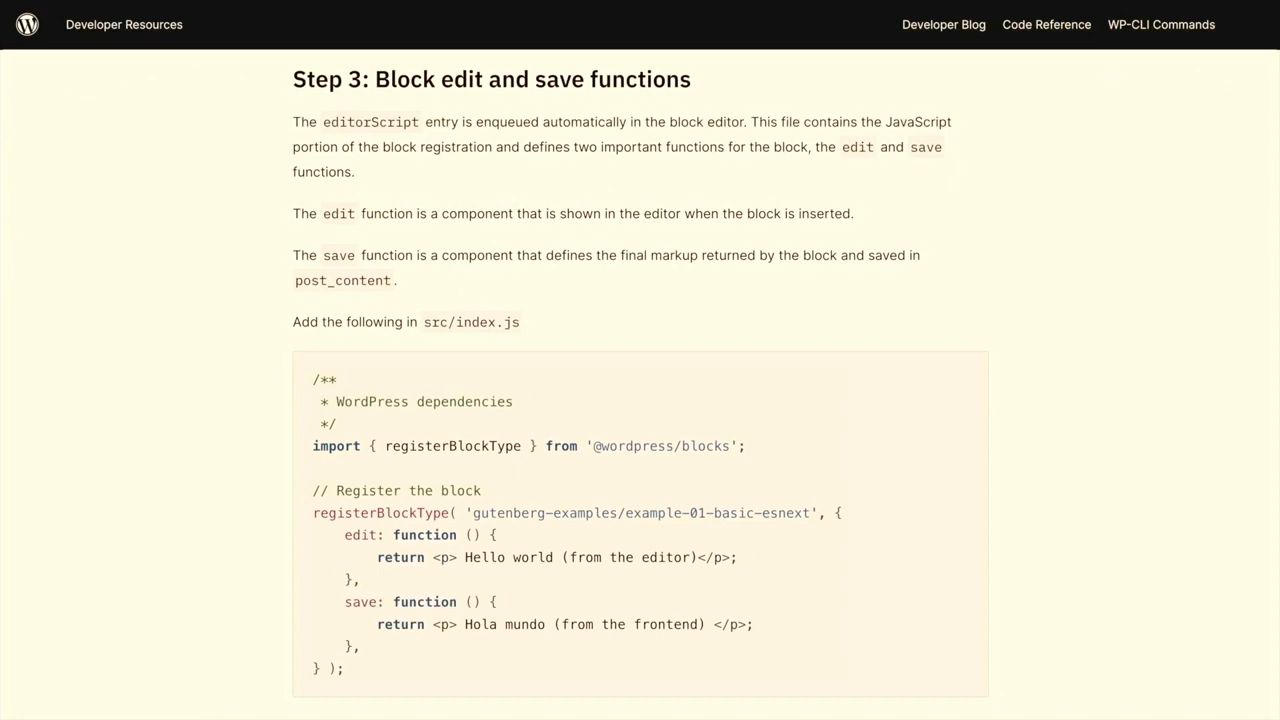 Developer Resources
Developer Blog
Code Reference
WP-CLI Commands
Step 3: Block edit and save functions
The editorScript entry is enqueued automatically in the block editor. This file contains the JavaScript
portion of the block registration and defines two important functions for the block, the edit and save
functions.
The edit function is a component that is shown in the editor when the block is inserted.
The save function is a component that defines the final markup returned by the block and saved in
post_content.
Add the following in src/index.js
/**
 * WordPress dependencies
 */
import { registerBlockType } from '@wordpress/blocks';
// Register the block
registerBlockType( 'gutenberg-examples/example-01-basic-esnext', {
    edit: function () {
        return <p> Hello world (from the editor)</p>;
    },
    save: function () {
        return <p> Hola mundo (from the frontend) </p>;
    },
} );